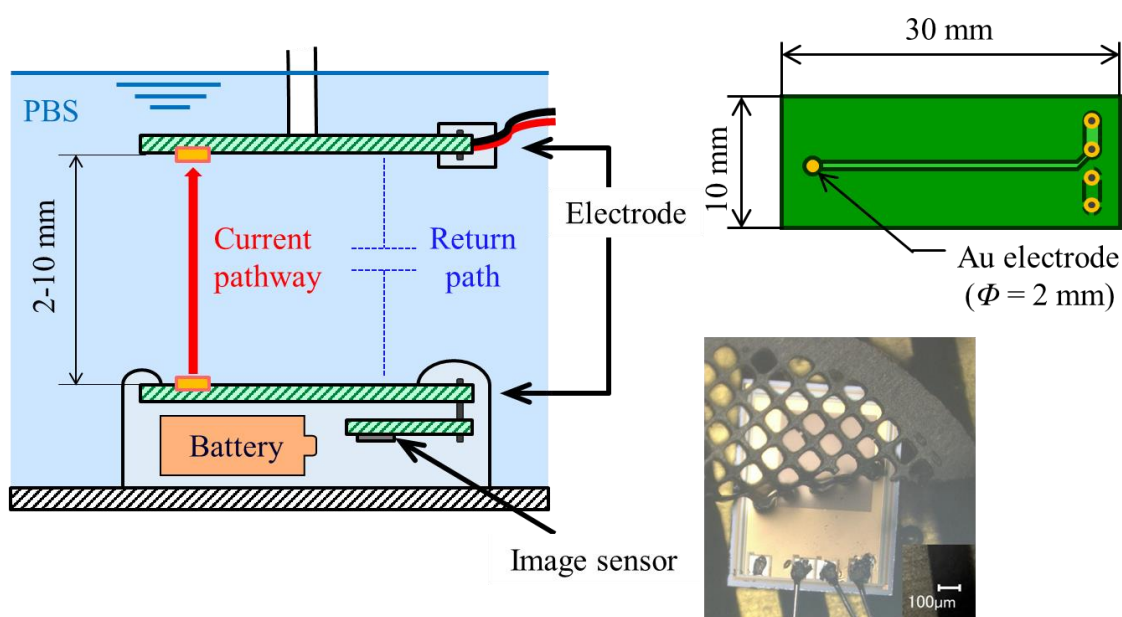 PBS
2-10 mm
Current
pathway
Return
path
Electrode
Battery
Image sensor
30 mm
10 mm
Au electrode
(Φ = 2 mm)
100μm